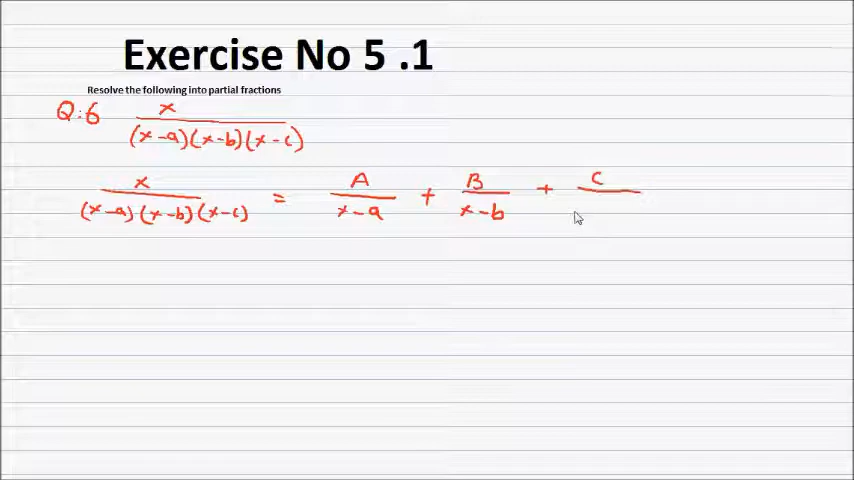 Exercise No 5 .1
Resolve the following into partial fractions
Q:6 x
(x-a)(x-b)(x-c)
x = A + B + C
(x-a)(x-b)(x-c) x-a x-b